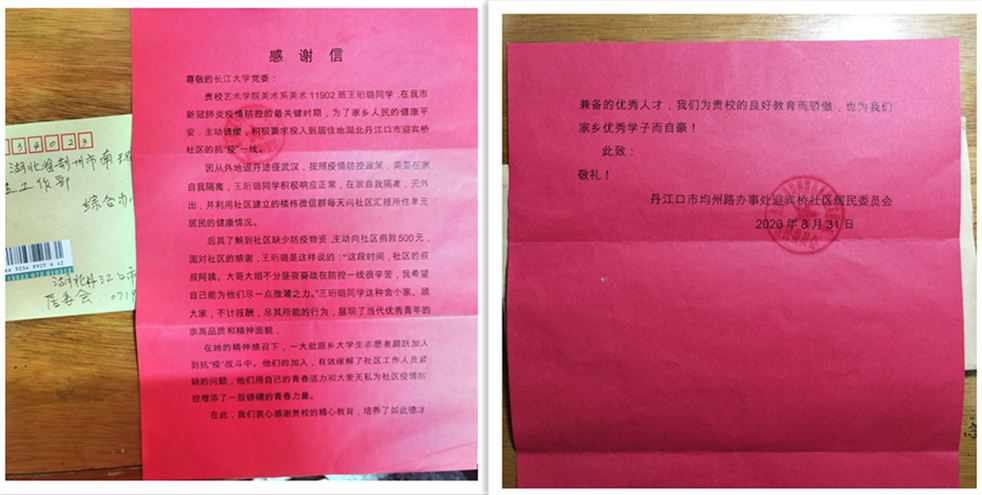 感谢信
尊敬的长江大学党委：
贵校艺术学院美术系美术11902班王珩璐同学，在我市
新冠肺炎疫情防控的最关键时期，为了家乡人民的健康平
安，主动请缨，积极要求投入到居住地湖北丹江口市迎宾桥
社区的抗“疫”一线。
因从外地返丹途径武汉，按照疫情防控政策，需要在家
自我隔离，王珩璐同学积极响应正常，在家自我隔离，无外
出，并利用社区建立的楼栋微信群每天向社区汇报所住单元
居民的健康情况。
后其了解到社区缺少防疫物资，主动向社区捐款500元，
面对社区的感谢，王珩璐是这样说的：“这段时间，社区的叔
叔阿姨、大哥大姐不分昼夜奋战在防控一线很辛苦，我希望
自己能为他们尽一点微薄之力。”王珩璐同学这种舍小家、顾
大家，不计报酬，尽其所能的行为，展现了当代优秀青年的
崇高品质和精神面貌。
在她的精神感召下，一大批返乡大学生志愿者踊跃加入
到抗“疫”战斗中。他们的加入，有效缓解了社区工作人员紧
缺的问题，他们用自己的青春活力和大爱无私为社区疫情防
控增添了一股磅礴的青春力量。
在此，我们衷心感谢贵校的精心教育，培养了如此德才
434023
湖北省荆州市南环
工作部
综合办
湖北丹江口市
居委会 071
兼备的优秀人才，我们为贵校的良好教育而骄傲，也为我们
家乡优秀学子而自豪！
此致：
敬礼！
丹江口市均州路办事处迎宾桥社区居民委员会
2020年8月31日